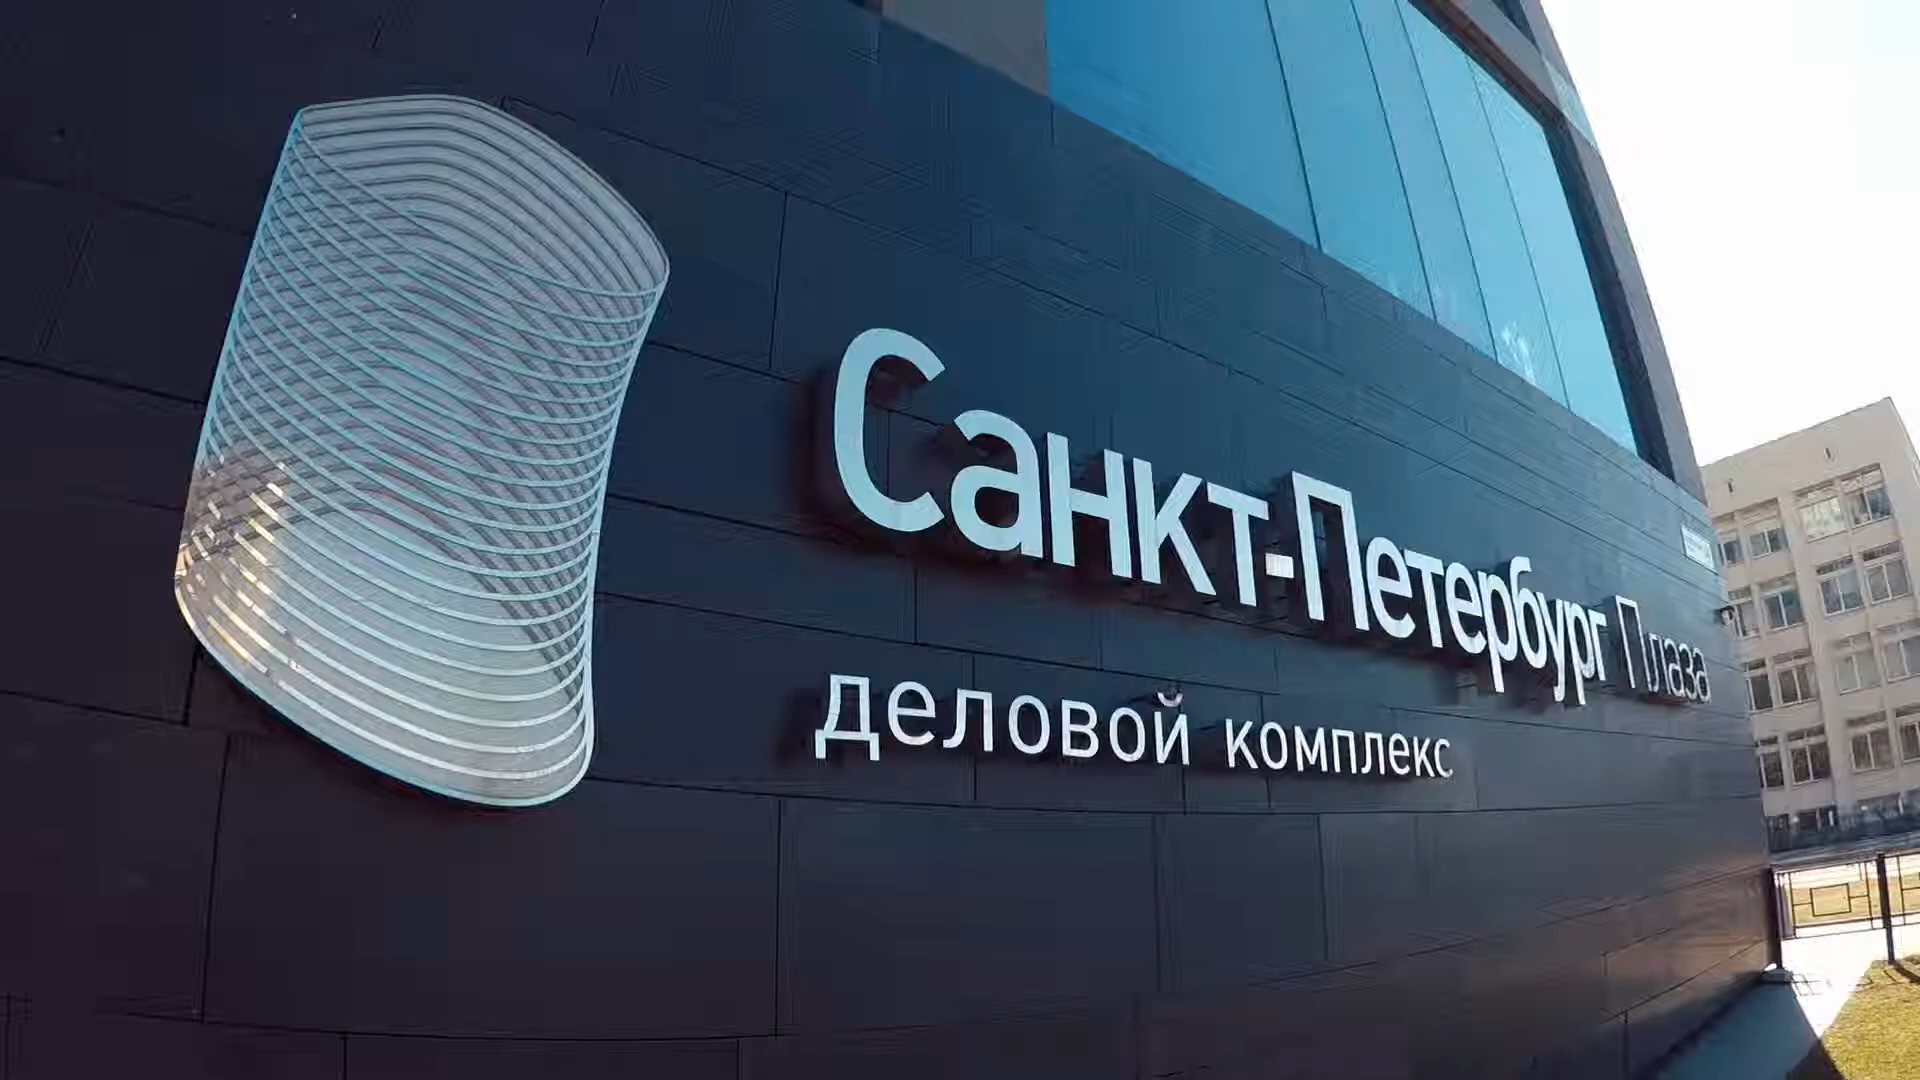 Санкт-Петербург Плаза
деловой комплекс